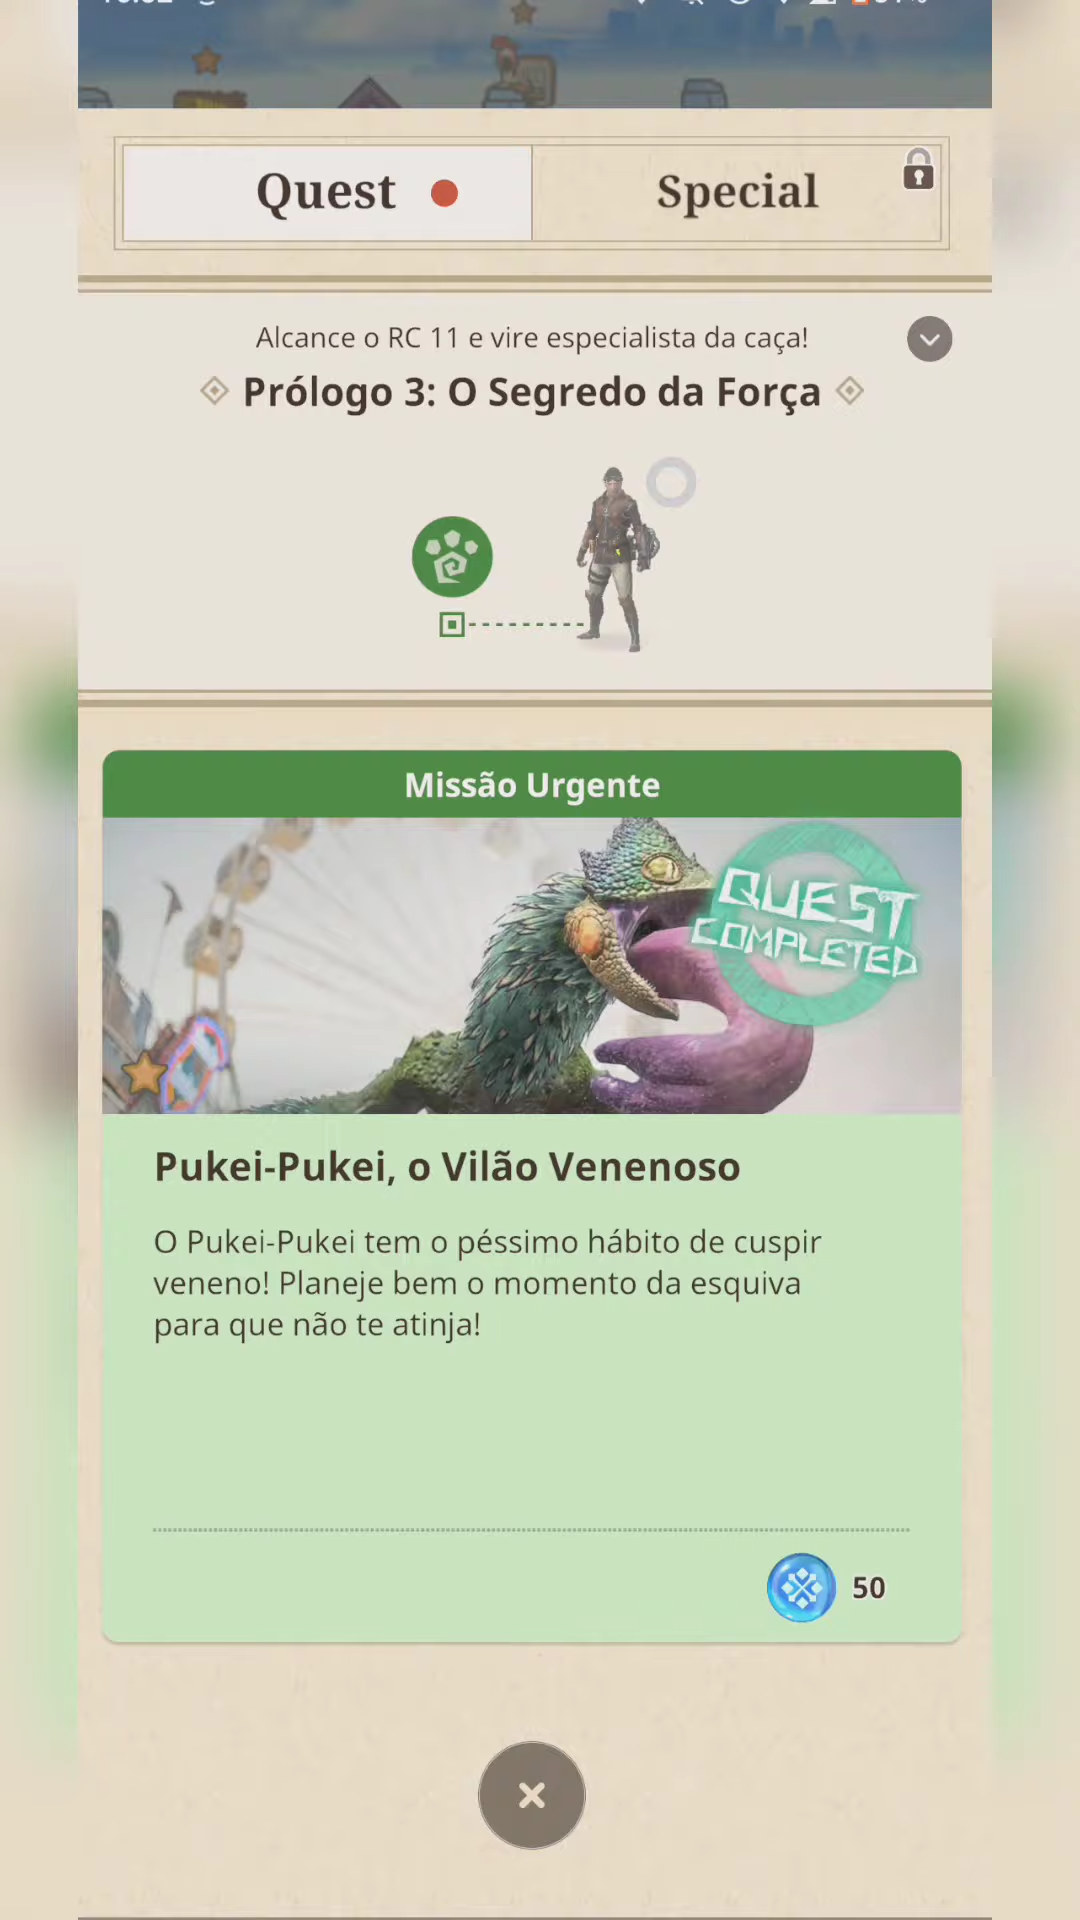 Quest
Special
Alcance o RC 11 e vire especialista da caça!
Prólogo 3: O Segredo da Força
Missão Urgente
QUEST
COMPLETED
Pukei-Pukei, o Vilão Venenoso
O Pukei-Pukei tem o péssimo hábito de cuspir
veneno! Planeje bem o momento da esquiva
para que não te atinja!
50